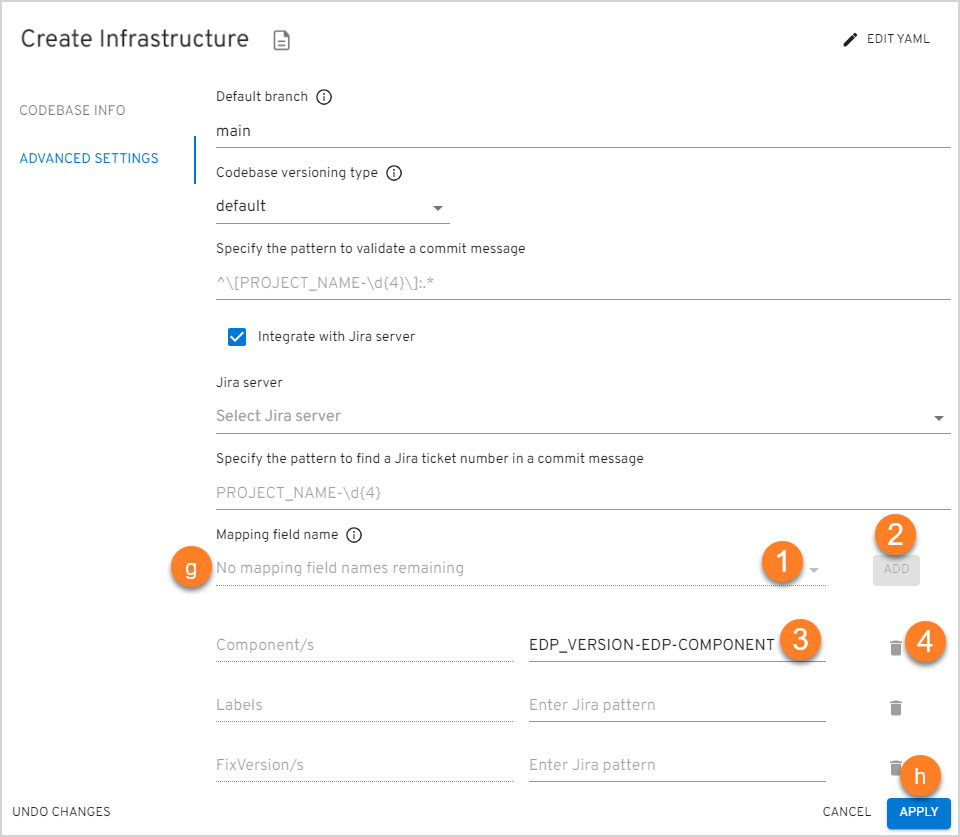 Create Infrastructure
EDIT YAML
CODEBASE INFO
ADVANCED SETTINGS
Default branch
main
Codebase versioning type
default
Specify the pattern to validate a commit message
^\[PROJECT_NAME-\d{4}\]:.*
Integrate with Jira server
Jira server
Select Jira server
Specify the pattern to find a Jira ticket number in a commit message
PROJECT_NAME-\d{4}
Mapping field name
2
g
No mapping field names remaining
1
ADD
Component/s
EDP_VERSION-EDP-COMPONENT
3
4
Labels
Enter Jira pattern
FixVersion/s
Enter Jira pattern
h
UNDO CHANGES
CANCEL
APPLY